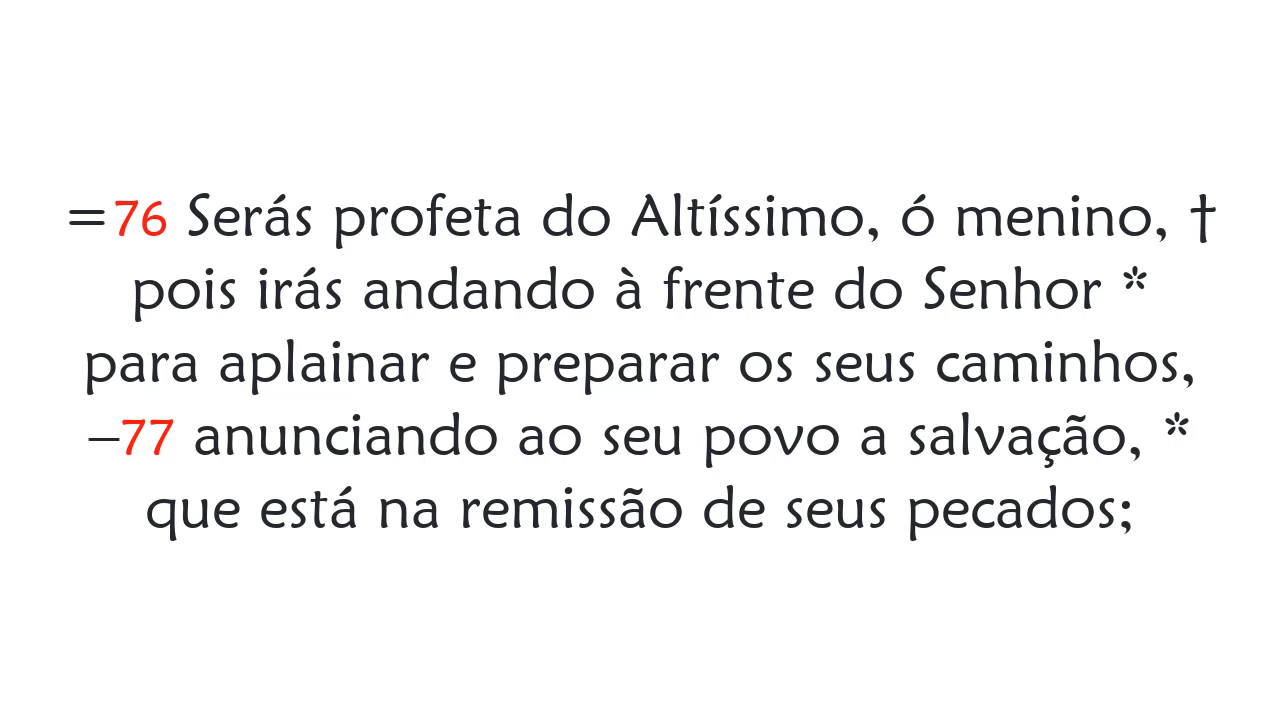 =76 Serás profeta do Altíssimo, ó menino, †
pois irás andando à frente do Senhor *
para aplainar e preparar os seus caminhos,
–77 anunciando ao seu povo a salvação, *
que está na remissão de seus pecados;